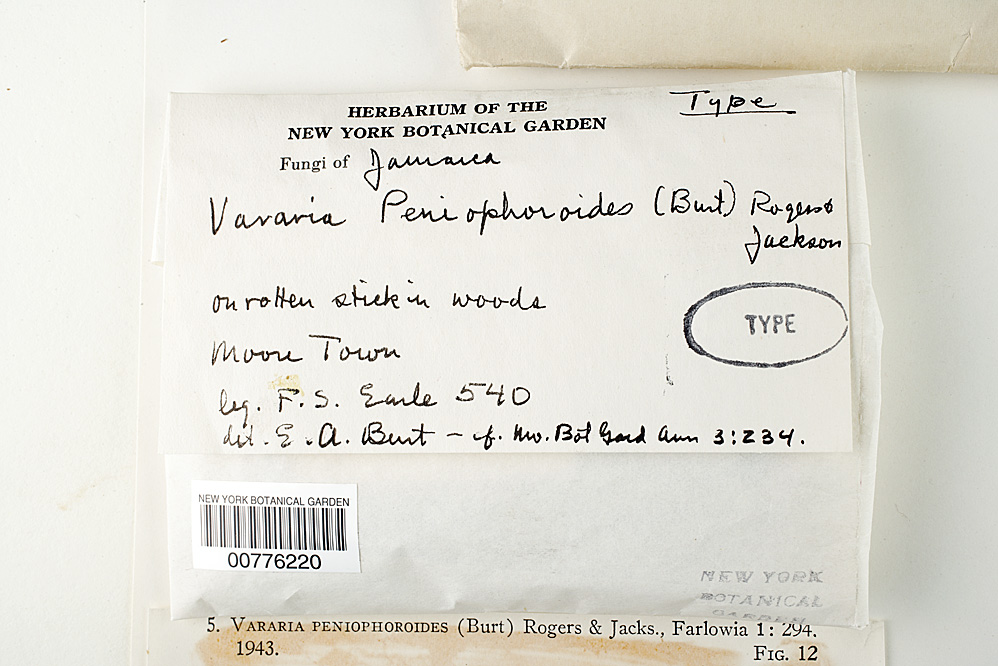 HERBARIUM OF THE
NEW YORK BOTANICAL GARDEN
Type
Fungi of Jamaica
Vararia Peniophoroides (Burt) Rogers &
Jackson
on rotten stick in woods
TYPE
Moore Town
leg. F. S. Earle 540
det. E. A. Burt – cf. Mo. Bot Gard Ann 3:234.
NEW YORK BOTANICAL GARDEN
00776220
NEW YORK
BOTANICAL
GARDEN
5. VARARIA PENIOPHOROIDES (Burt) Rogers & Jacks., Farlowia 1: 294.
1943. FIG. 12